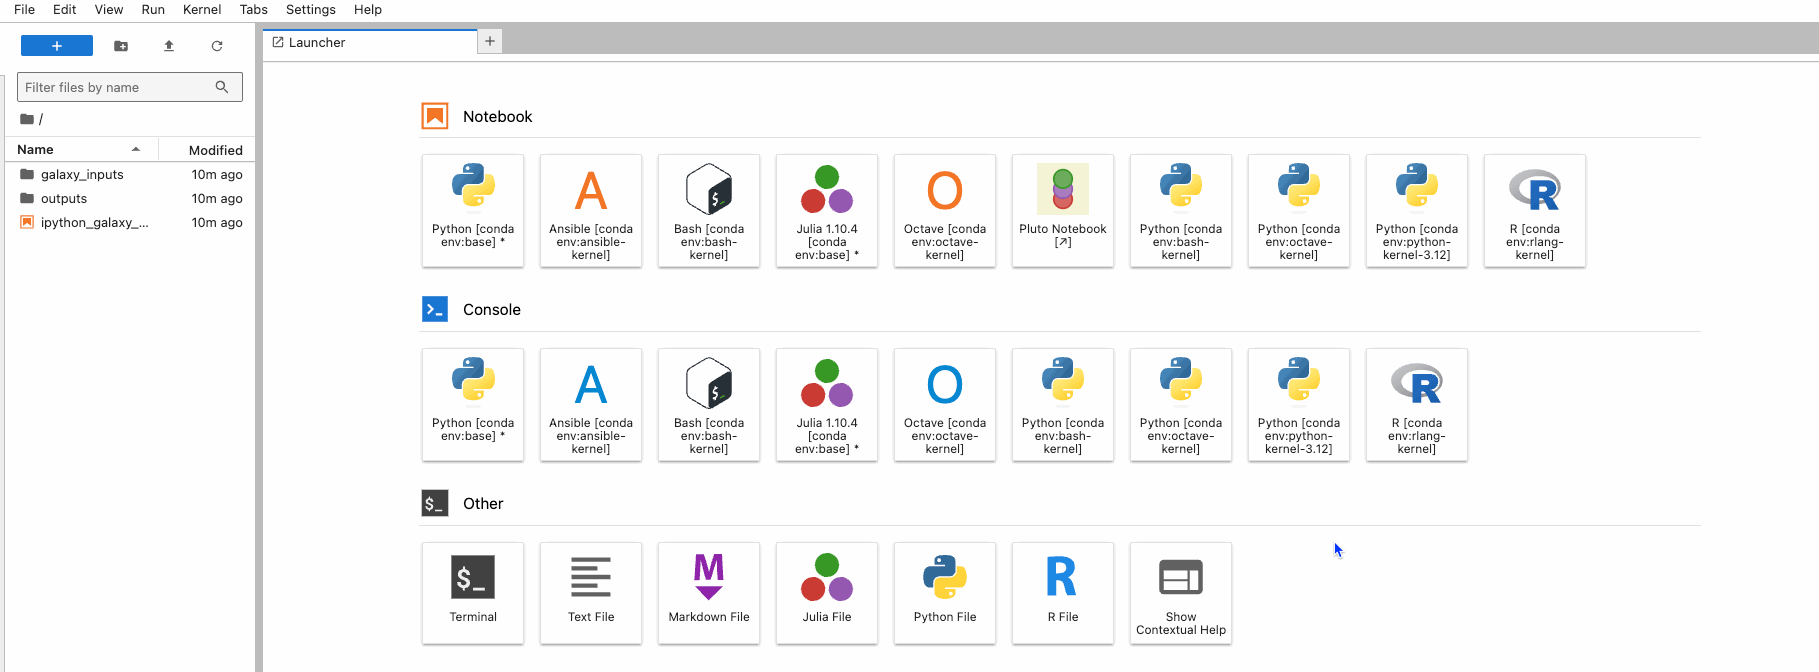 File Edit View Run Kernel Tabs Settings Help
+
Launcher
+
Filter files by name
/
Name Modified
galaxy_inputs 10m ago
outputs 10m ago
ipython_galaxy_... 10m ago
Notebook
Python [conda
env:base] *
A
Ansible [conda
env:ansible-
kernel]
$_
Bash [conda
env:bash-
kernel]
Julia 1.10.4
[conda
env:base] *
O
Octave [conda
env:octave-
kernel]
Pluto Notebook
[↗]
Python [conda
env:bash-
kernel]
Python [conda
env:octave-
kernel]
Python [conda
env:python-
kernel-3.12]
R
R [conda
env:rlang-
kernel]
>_
Console
Python [conda
env:base] *
A
Ansible [conda
env:ansible-
kernel]
$_
Bash [conda
env:bash-
kernel]
Julia 1.10.4
[conda
env:base] *
O
Octave [conda
env:octave-
kernel]
Python [conda
env:bash-
kernel]
Python [conda
env:octave-
kernel]
Python [conda
env:python-
kernel-3.12]
R
R [conda
env:rlang-
kernel]
$_
Other
$_
Terminal
Text File
M
Markdown File
Julia File
Python File
R
R File
Show
Contextual Help